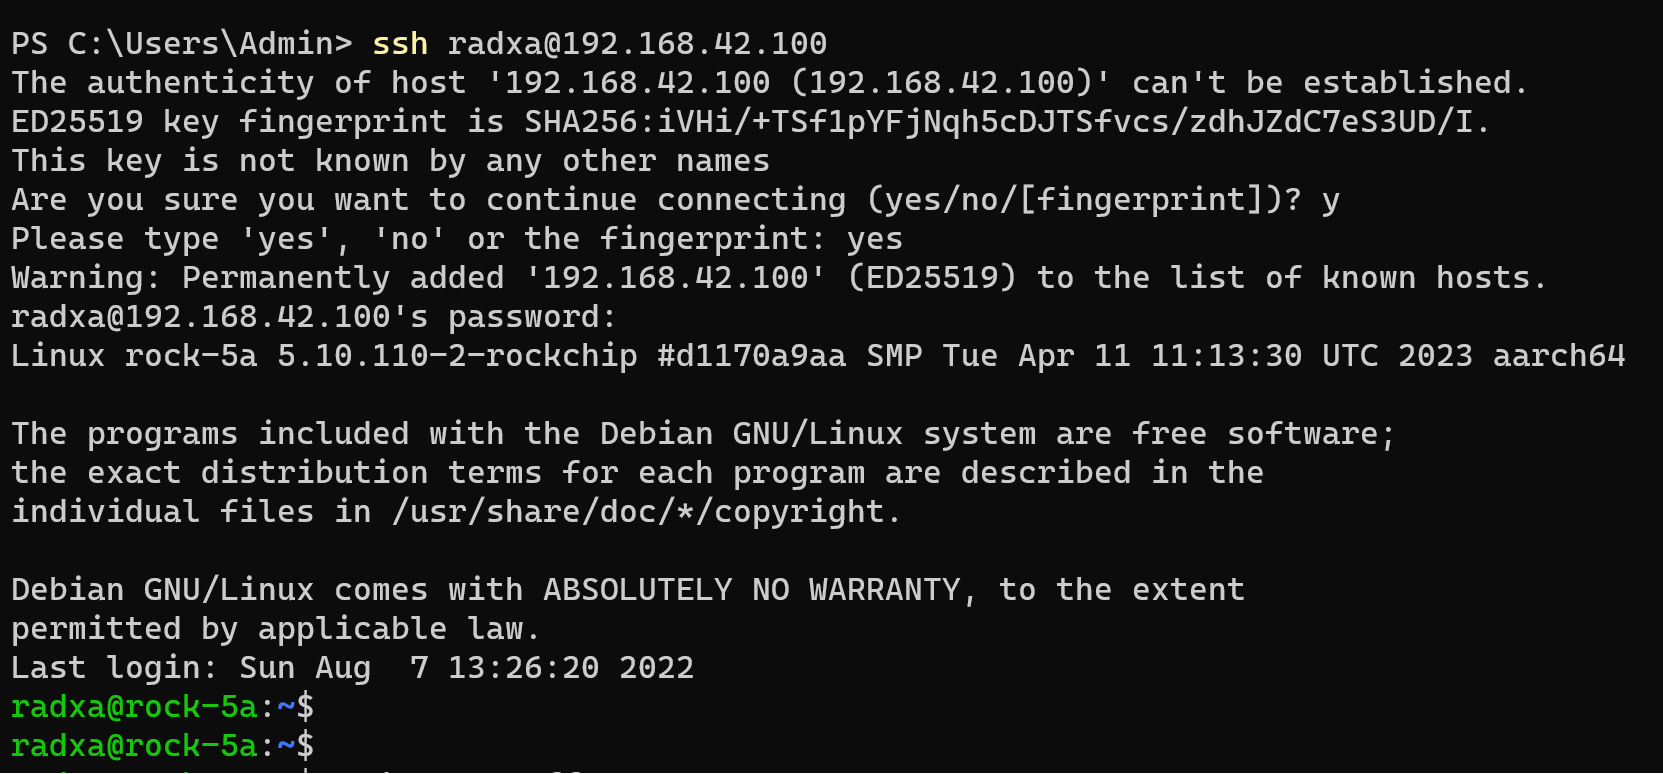 PS C:\Users\Admin> ssh radxa@192.168.42.100
The authenticity of host '192.168.42.100 (192.168.42.100)' can't be established.
ED25519 key fingerprint is SHA256:iVHi/+TSf1pYFjNqh5cDJTSfvcs/zdhJZdC7eS3UD/I.
This key is not known by any other names
Are you sure you want to continue connecting (yes/no/[fingerprint])? y
Please type 'yes', 'no' or the fingerprint: yes
Warning: Permanently added '192.168.42.100' (ED25519) to the list of known hosts.
radxa@192.168.42.100's password:
Linux rock-5a 5.10.110-2-rockchip #d1170a9aa SMP Tue Apr 11 11:13:30 UTC 2023 aarch64

The programs included with the Debian GNU/Linux system are free software;
the exact distribution terms for each program are described in the
individual files in /usr/share/doc/*/copyright.

Debian GNU/Linux comes with ABSOLUTELY NO WARRANTY, to the extent
permitted by applicable law.
Last login: Sun Aug  7 13:26:20 2022
radxa@rock-5a:~$
radxa@rock-5a:~$